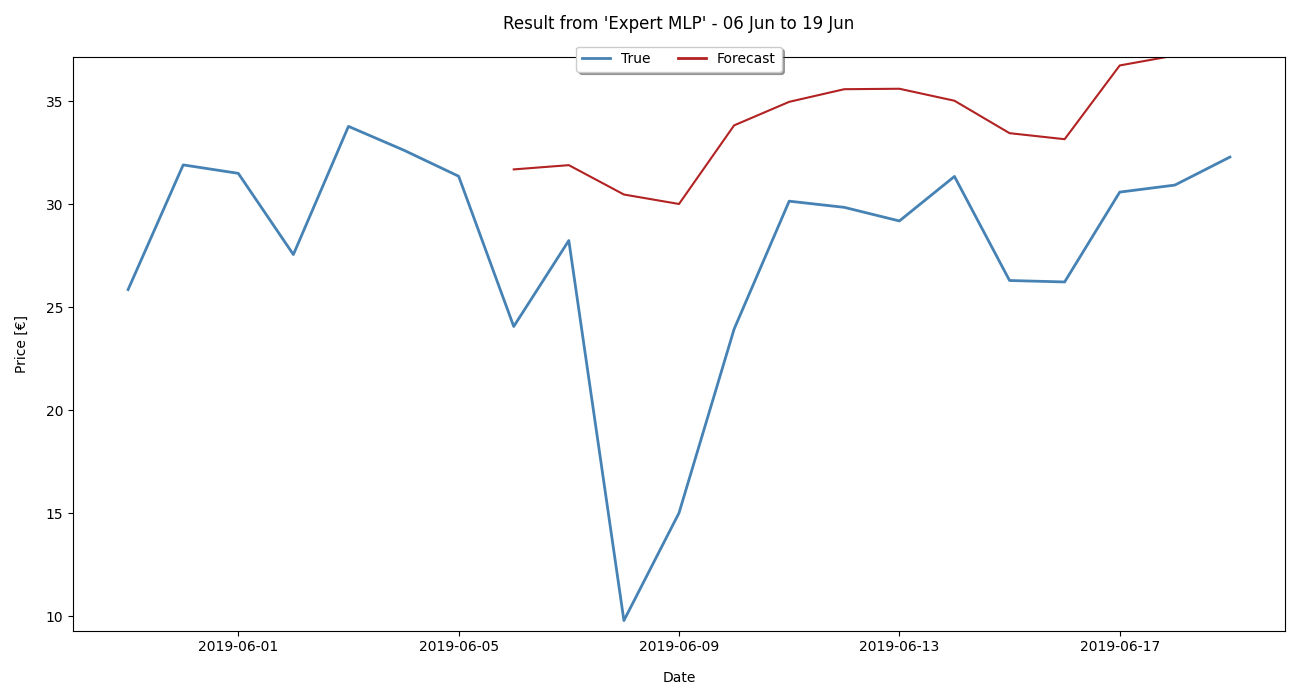 Result from 'Expert MLP' - 06 Jun to 19 Jun
True Forecast
35
30
25
20
15
10
Price [€]
2019-06-01 2019-06-05 2019-06-09 2019-06-13 2019-06-17
Date